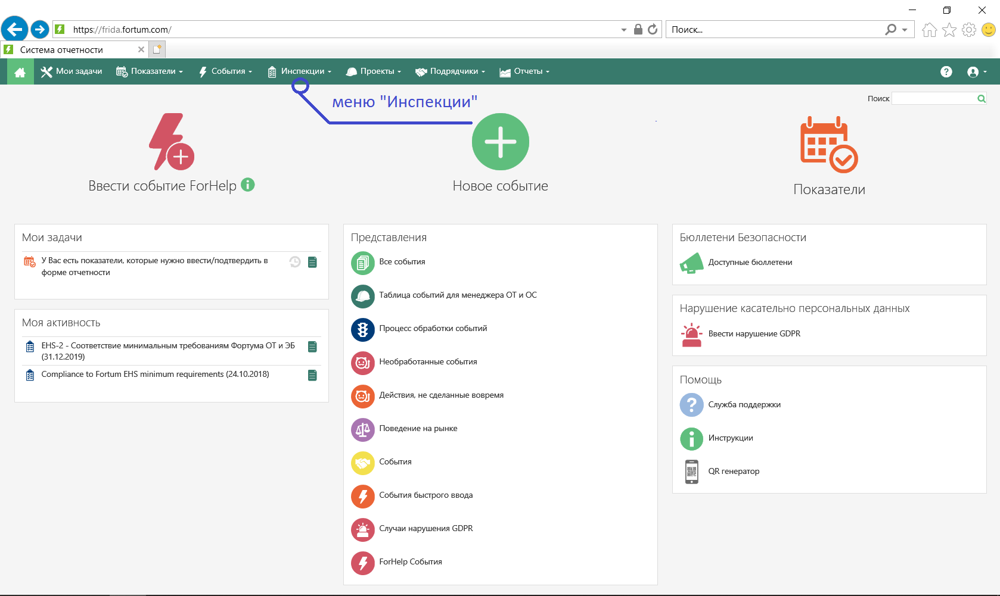 https://frida.fortum.com/
Поиск...
Система отчетности
Мои задачи
Показатели
События
Инспекции
Проекты
Подрядчики
Отчеты
меню "Инспекции"
Поиск
Ввести событие ForHelp
Новое событие
Показатели
Мои задачи
У Вас есть показатели, которые нужно ввести/подтвердить в
форме отчетности
Моя активность
EHS-2 - Соответствие минимальным требованиям Фортума ОТ и ЭБ
(31.12.2019)
Compliance to Fortum EHS minimum requirements (24.10.2018)
Представления
Все события
Таблица событий для менеджера ОТ и ОС
Процесс обработки событий
Необработанные события
Действия, не сделанные вовремя
Поведение на рынке
События
События быстрого ввода
Случаи нарушения GDPR
ForHelp События
Бюллетени Безопасности
Доступные бюллетени
Нарушение касательно персональных данных
Ввести нарушение GDPR
Помощь
Служба поддержки
Инструкции
QR генератор